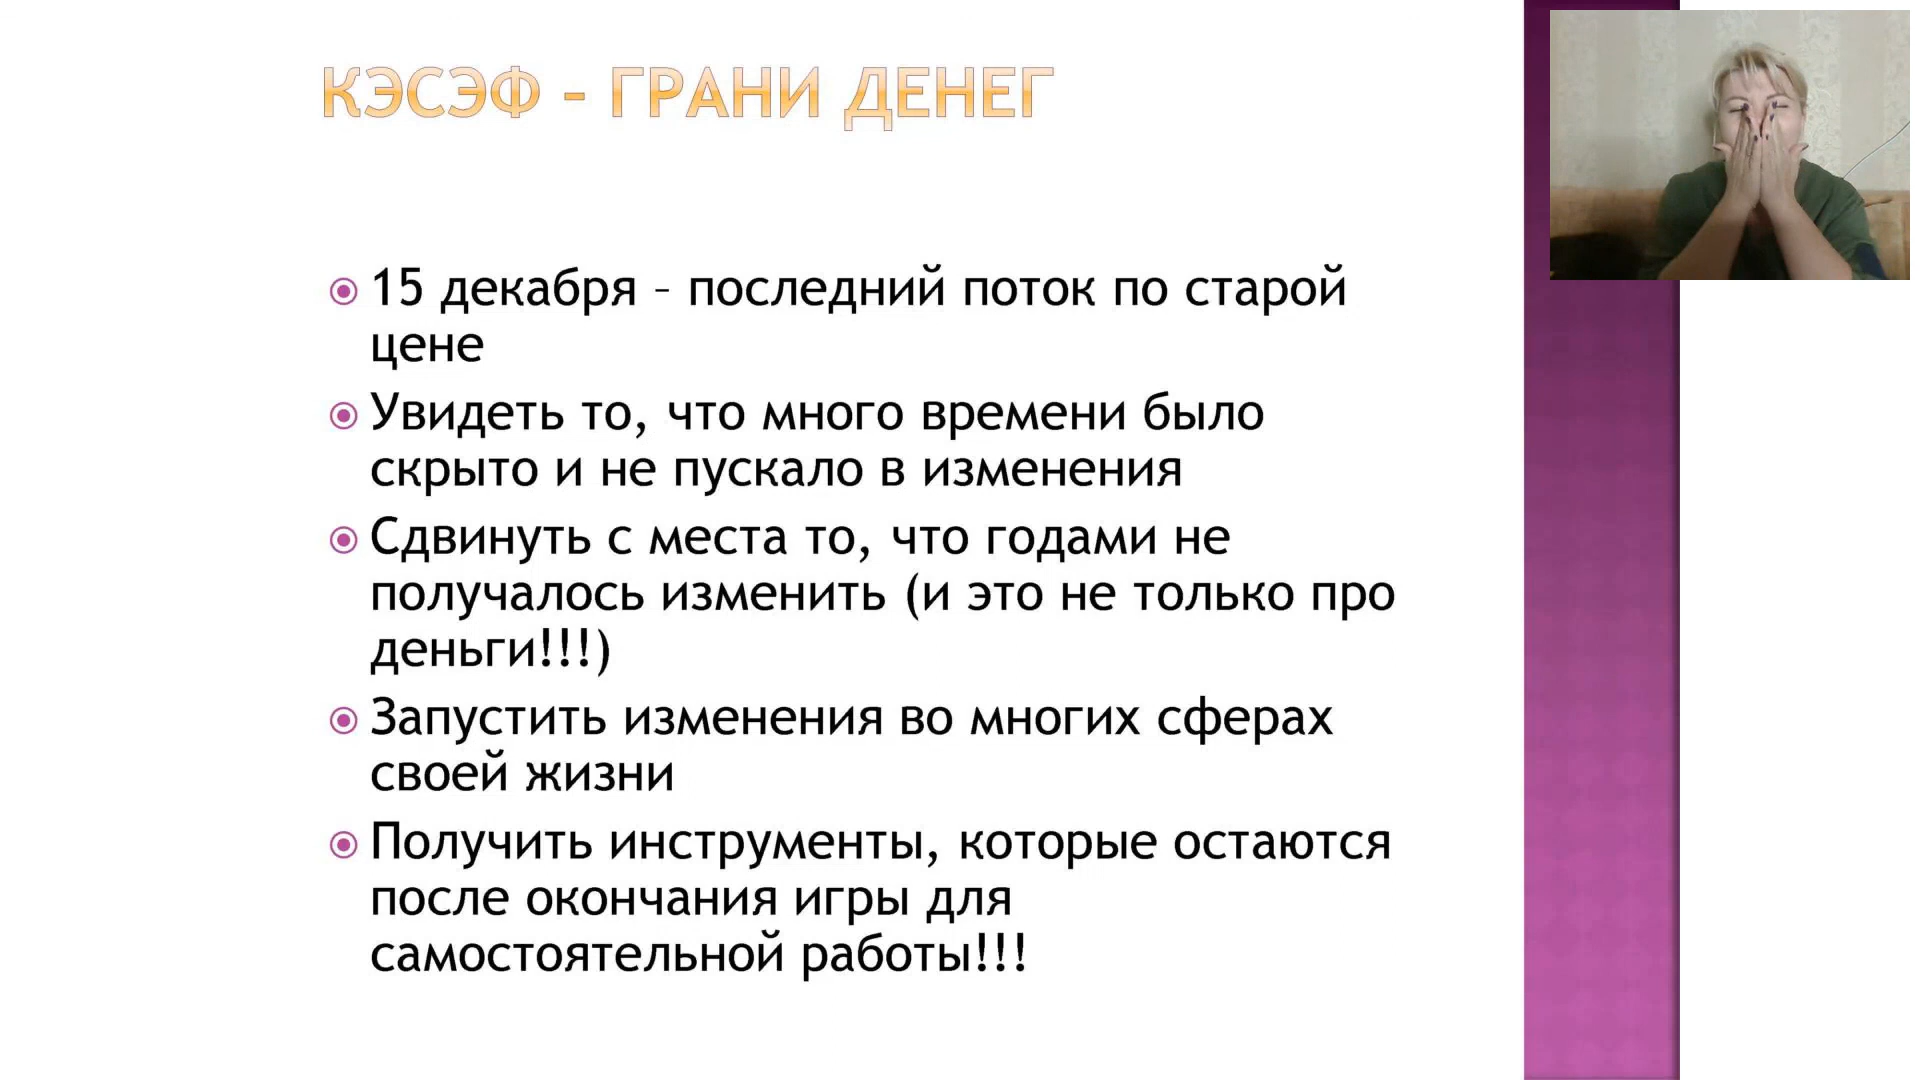 КЭСЭФ – ГРАНИ ДЕНЕГ
15 декабря – последний поток по старой
цене
Увидеть то, что много времени было
скрыто и не пускало в изменения
Сдвинуть с места то, что годами не
получалось изменить (и это не только про
деньги!!!)
Запустить изменения во многих сферах
своей жизни
Получить инструменты, которые остаются
после окончания игры для
самостоятельной работы!!!